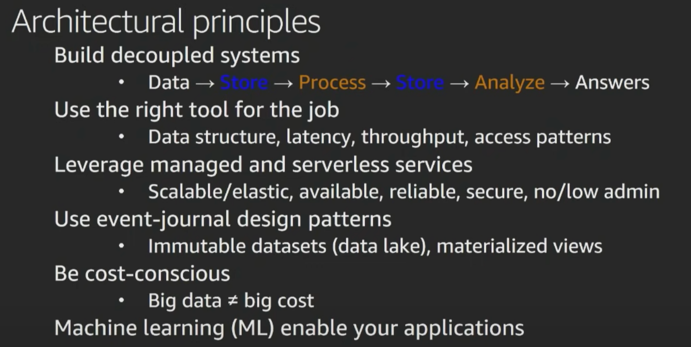 Architectural principles
Build decoupled systems
• Data → Store → Process → Store → Analyze → Answers
Use the right tool for the job
• Data structure, latency, throughput, access patterns
Leverage managed and serverless services
• Scalable/elastic, available, reliable, secure, no/low admin
Use event-journal design patterns
• Immutable datasets (data lake), materialized views
Be cost-conscious
• Big data ≠ big cost
Machine learning (ML) enable your applications